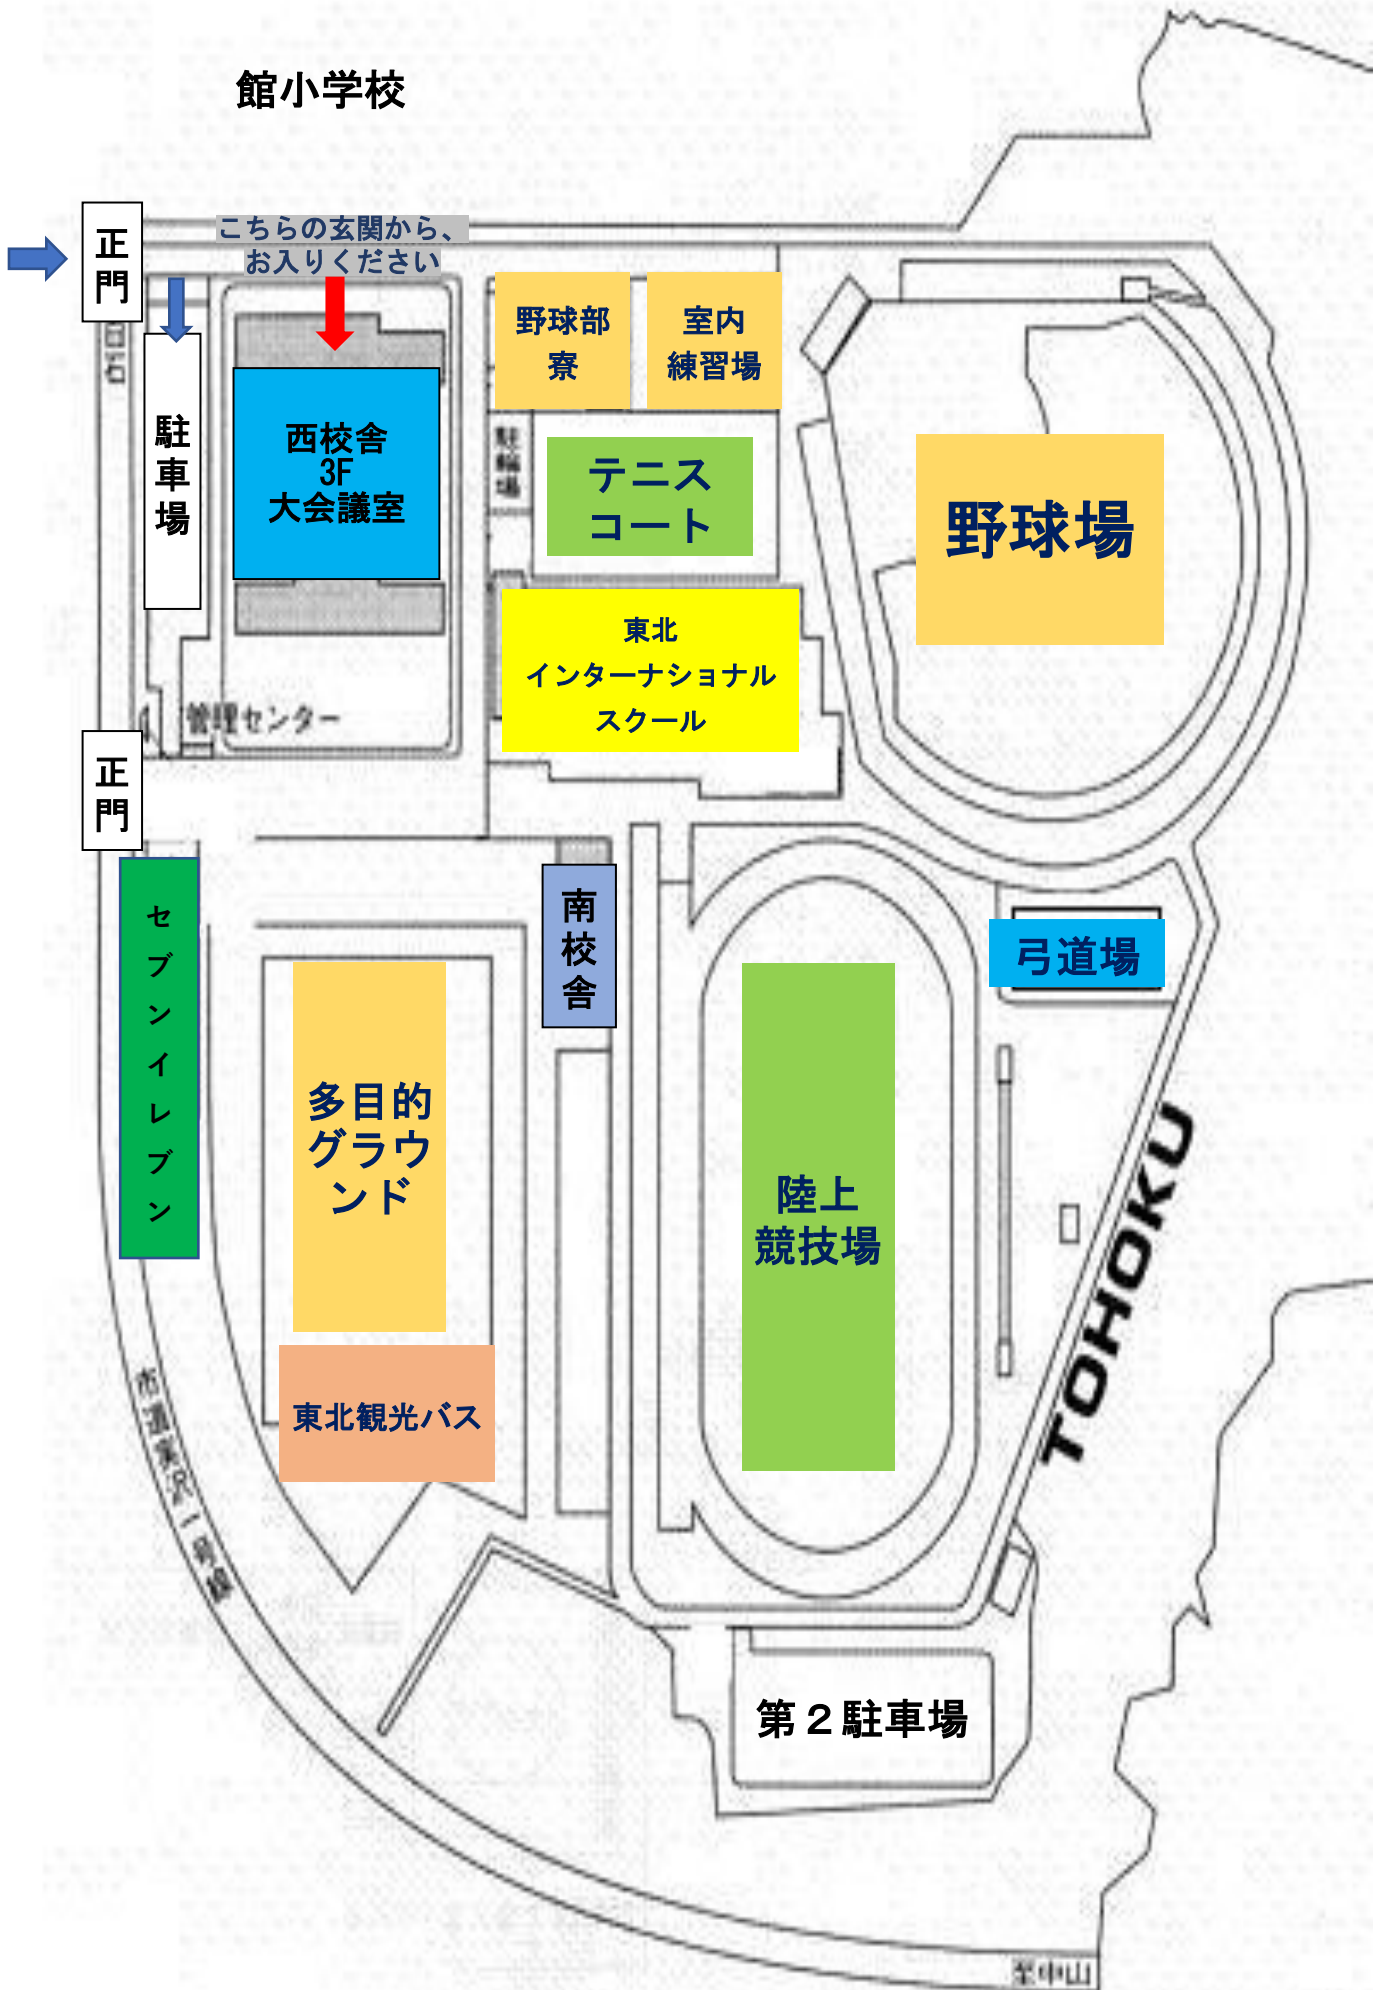 館小学校
正門
こちらの玄関から、
お入りください
野球部
寮
室内
練習場
駐車場
西校舎
3F
大会議室
駐輪場
テニス
コート
野球場
東北
インターナショナル
スクール
管理センター
正門
セブンイレブン
南校舎
弓道場
多目的
グラウ
ンド
陸上
競技場
TOHOKU
東北観光バス
第２駐車場
至中山